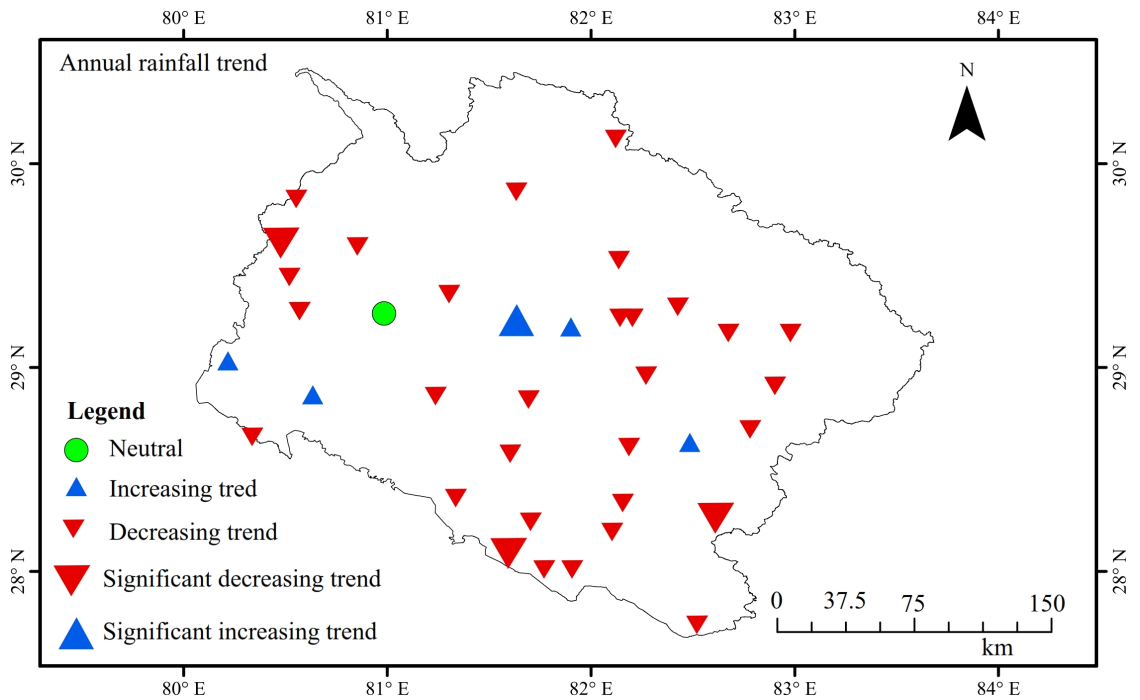 80° E 81° E 82° E 83° E 84° E
Annual rainfall trend
N
30° N 30° N
29° N 29° N
Legend
Neutral
Increasing tred
Decreasing trend
Significant decreasing trend
Significant increasing trend
28° N 28° N
0 37.5 75 150
km
80° E 81° E 82° E 83° E 84° E